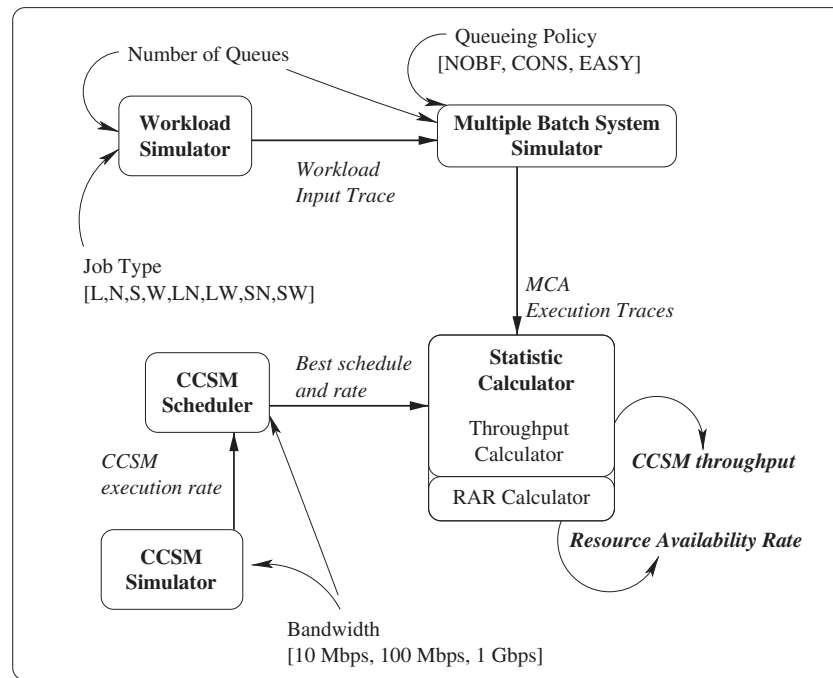 Number of Queues
Queueing Policy
[NOBF, CONS, EASY]
Workload
Simulator
Multiple Batch System
Simulator
Workload
Input Trace
Job Type
[L,N,S,W,LN,LW,SN,SW]
MCA
Execution Traces
CCSM
Scheduler
Best schedule
and rate
Statistic
Calculator
Throughput
Calculator
RAR Calculator
CCSM throughput
CCSM
execution rate
Resource Availability Rate
CCSM
Simulator
Bandwidth
[10 Mbps, 100 Mbps, 1 Gbps]